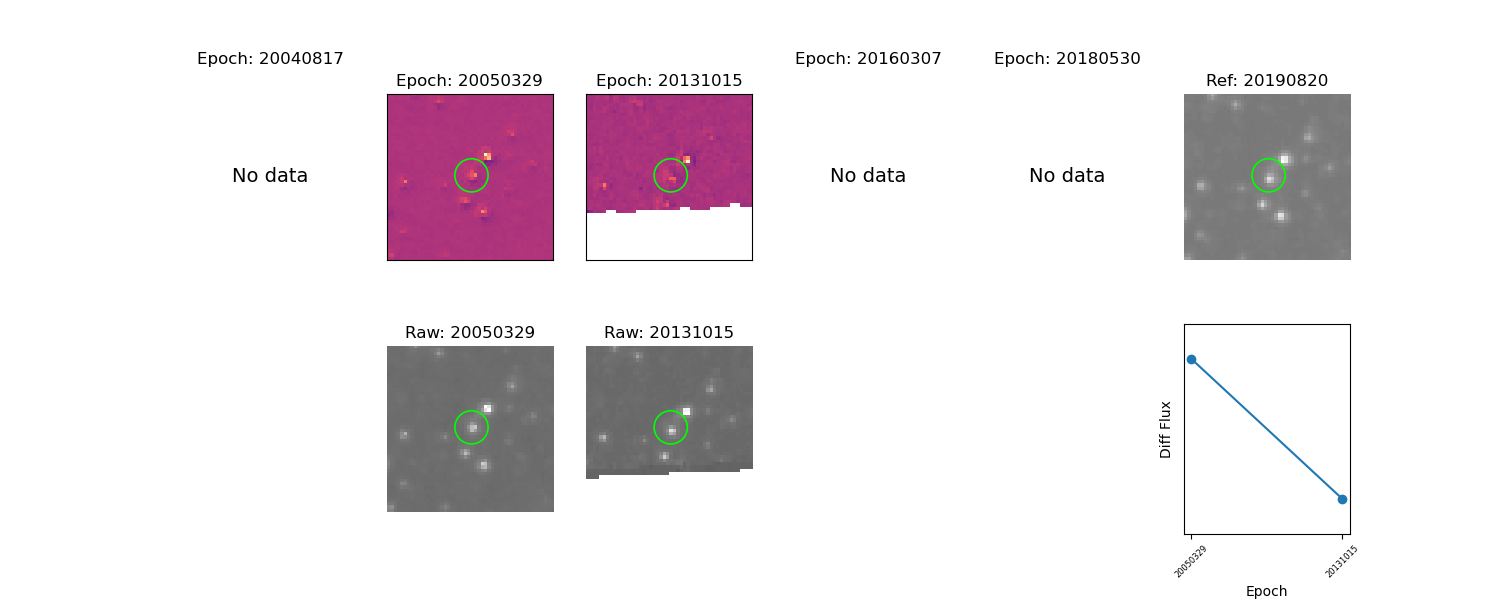 Epoch: 20040817
Epoch: 20050329
Epoch: 20131015
Epoch: 20160307
Epoch: 20180530
Ref: 20190820
No data
No data
No data
Raw: 20050329
Raw: 20131015
Diff Flux
20050329
20131015
Epoch